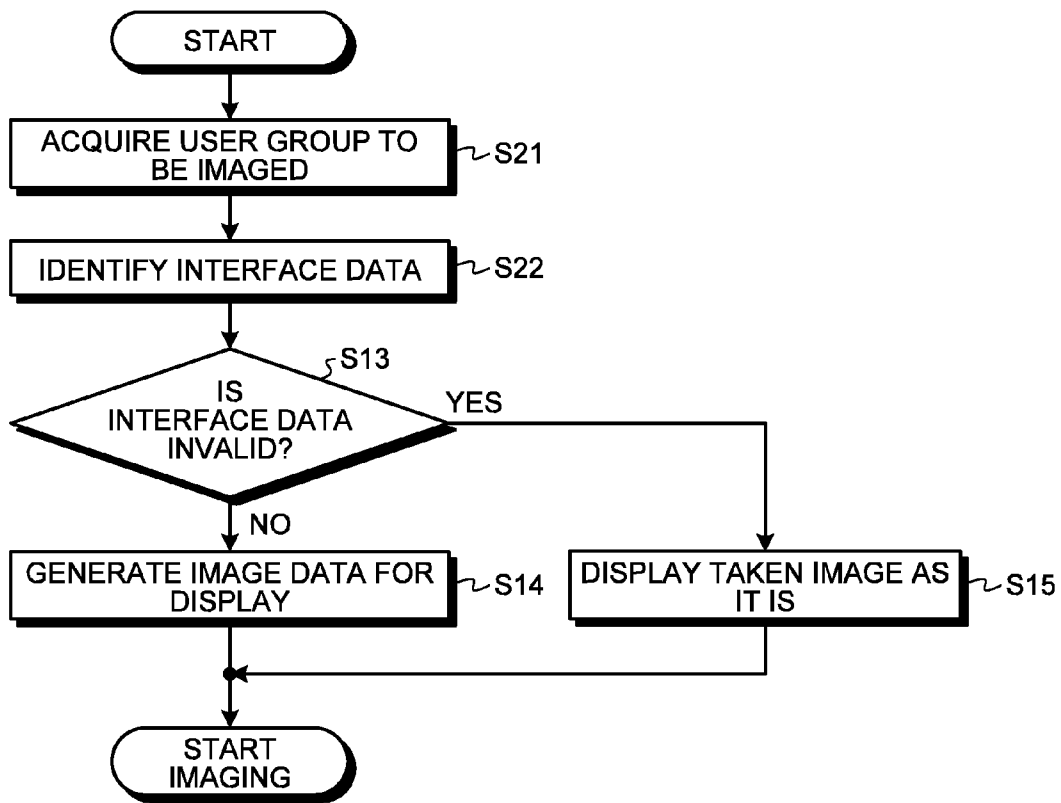 START
ACQUIRE USER GROUP TO
BE IMAGED
S21
IDENTIFY INTERFACE DATA
S22
S13
IS
INTERFACE DATA
INVALID?
YES
NO
GENERATE IMAGE DATA FOR
DISPLAY
S14
DISPLAY TAKEN IMAGE AS
IT IS
S15
START
IMAGING